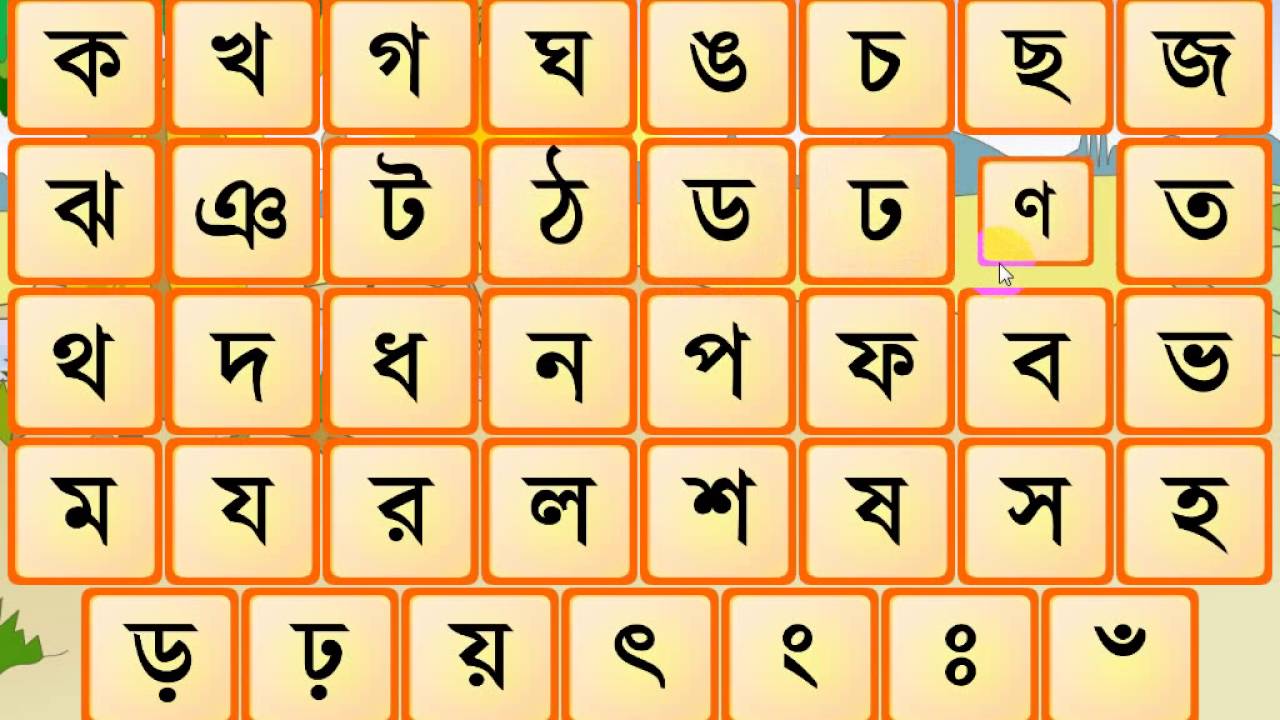 ক খ গ ঘ ঙ চ ছ জ
ঝ ঞ ট ঠ ড ঢ ণ ত
থ দ ধ ন প ফ ব ভ
ম য র ল শ ষ স হ
ড় ঢ় য় ৎ ং ঃ ঁ